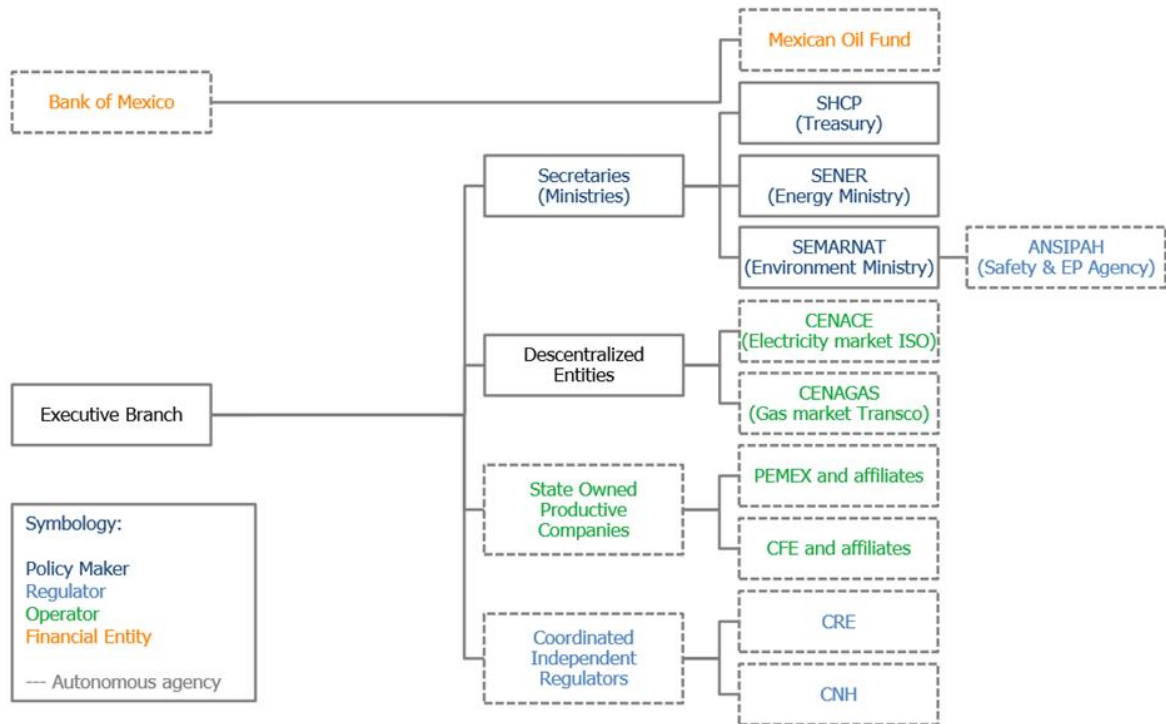 Mexican Oil Fund
Bank of Mexico
SHCP
(Treasury)
Secretaries
(Ministries)
SENER
(Energy Ministry)
SEMARNAT
(Environment Ministry)
ANSIPAH
(Safety & EP Agency)
CENACE
(Electricity market ISO)
Descentralized
Entities
CENAGAS
(Gas market Transco)
Executive Branch
PEMEX and affiliates
State Owned
Productive
Companies
CFE and affiliates
CRE
Coordinated
Independent
Regulators
CNH
Symbology:
Policy Maker
Regulator
Operator
Financial Entity
--- Autonomous agency